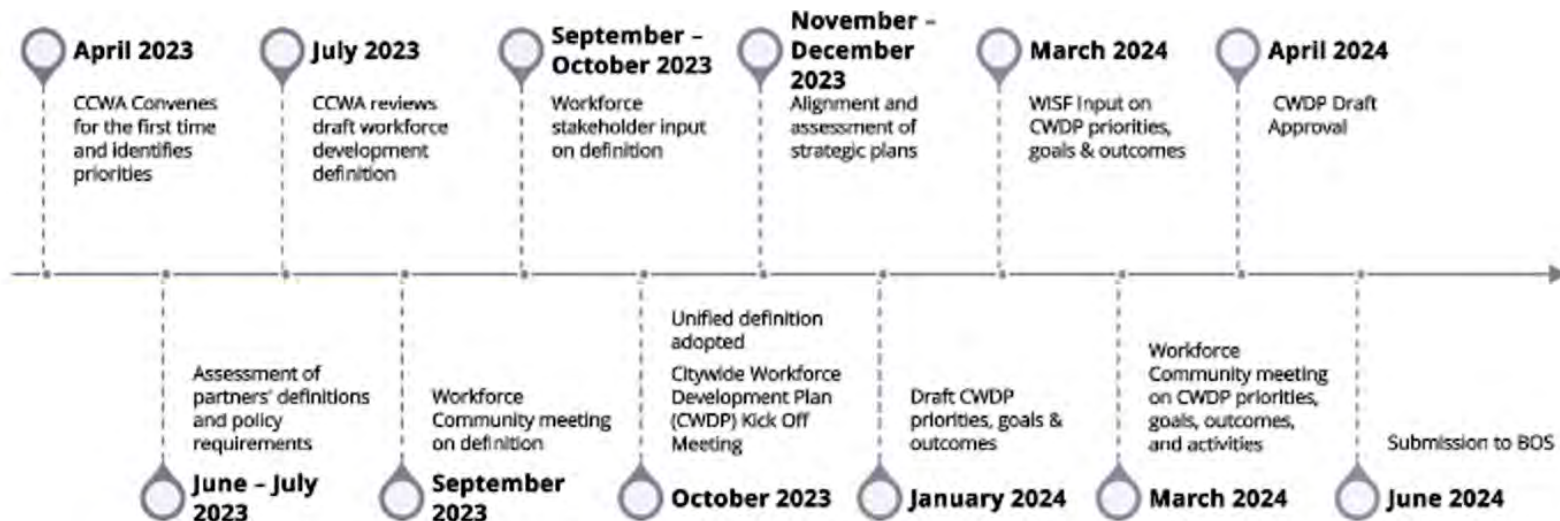 April 2023
CCWA Convenes
for the first time
and identifies
priorities
July 2023
CCWA reviews
draft workforce
development
definition
September –
October 2023
Workforce
stakeholder input
on definition
November –
December
2023
Alignment and
assessment of
strategic plans
March 2024
WISF Input on
CWDP priorities,
goals & outcomes
April 2024
CWDP Draft
Approval
Assessment of
partners' definitions
and policy
requirements
June – July
2023
Workforce
Community meeting
on definition
September
2023
Unified definition
adopted
Citywide Workforce
Development Plan
(CWDP) Kick Off
Meeting
October 2023
Draft CWDP
priorities, goals &
outcomes
January 2024
Workforce
Community meeting
on CWDP priorities,
goals, outcomes,
and activities
March 2024
Submission to BOS
June 2024